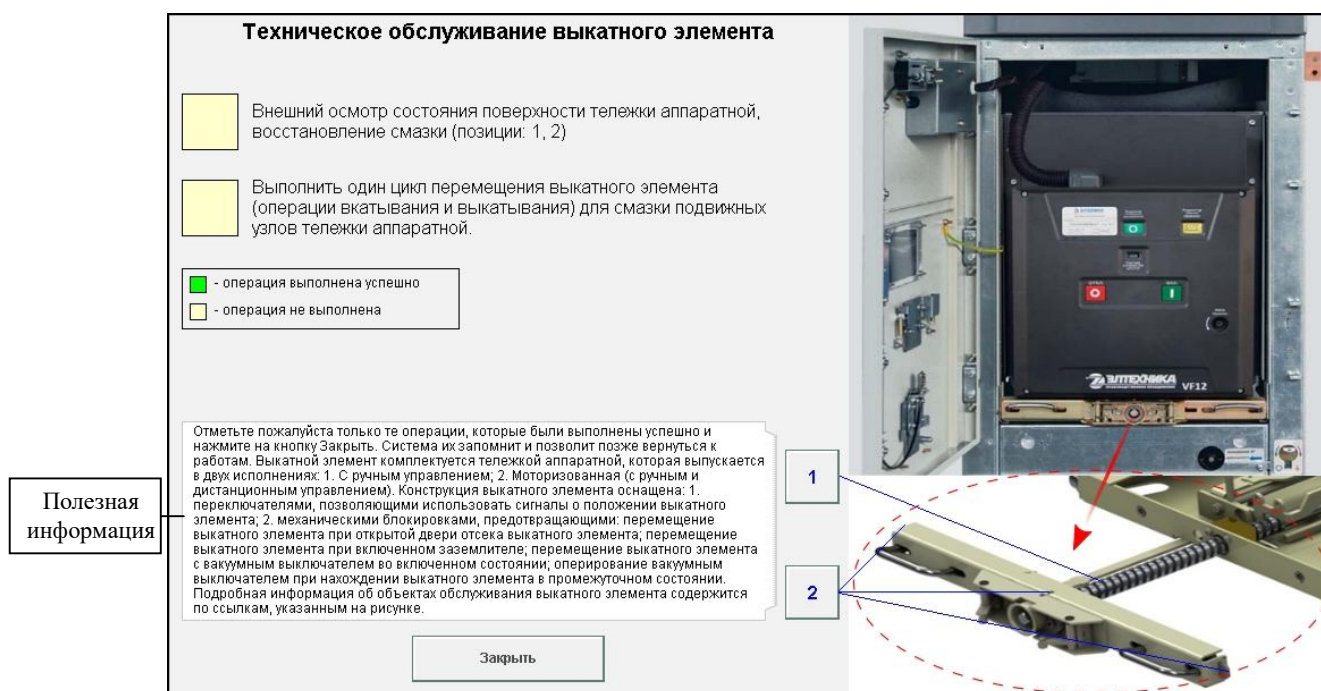 Техническое обслуживание выкатного элемента
Внешний осмотр состояния поверхности тележки аппаратной,
восстановление смазки (позиции: 1, 2)
Выполнить один цикл перемещения выкатного элемента
(операции вкатывания и выкатывания) для смазки подвижных
узлов тележки аппаратной.
- операция выполнена успешно
- операция не выполнена
Отметьте пожалуйста только те операции, которые были выполнены успешно и
нажмите на кнопку Закрыть. Система их запомнит и позволит позже вернуться к
работам. Выкатной элемент комплектуется тележкой аппаратной, которая выпускается
в двух исполнениях: 1. С ручным управлением; 2. Моторизованная (с ручным и
дистанционным управлением). Конструкция выкатного элемента оснащена: 1.
переключателями, позволяющими использовать сигналы о положении выкатного
элемента; 2. механическими блокировками, предотвращающими: перемещение
выкатного элемента при открытой двери отсека выкатного элемента; перемещение
выкатного элемента при включенном заземлителе; перемещение выкатного элемента
с вакуумным выключателем во включенном состоянии; оперирование вакуумным
выключателем при нахождении выкатного элемента в промежуточном состоянии.
Подробная информация об объектах обслуживания выкатного элемента содержится
по ссылкам, указанным на рисунке.
Полезная
информация
Закрыть
1
2
ЭЛТЕХНИКА
VF12